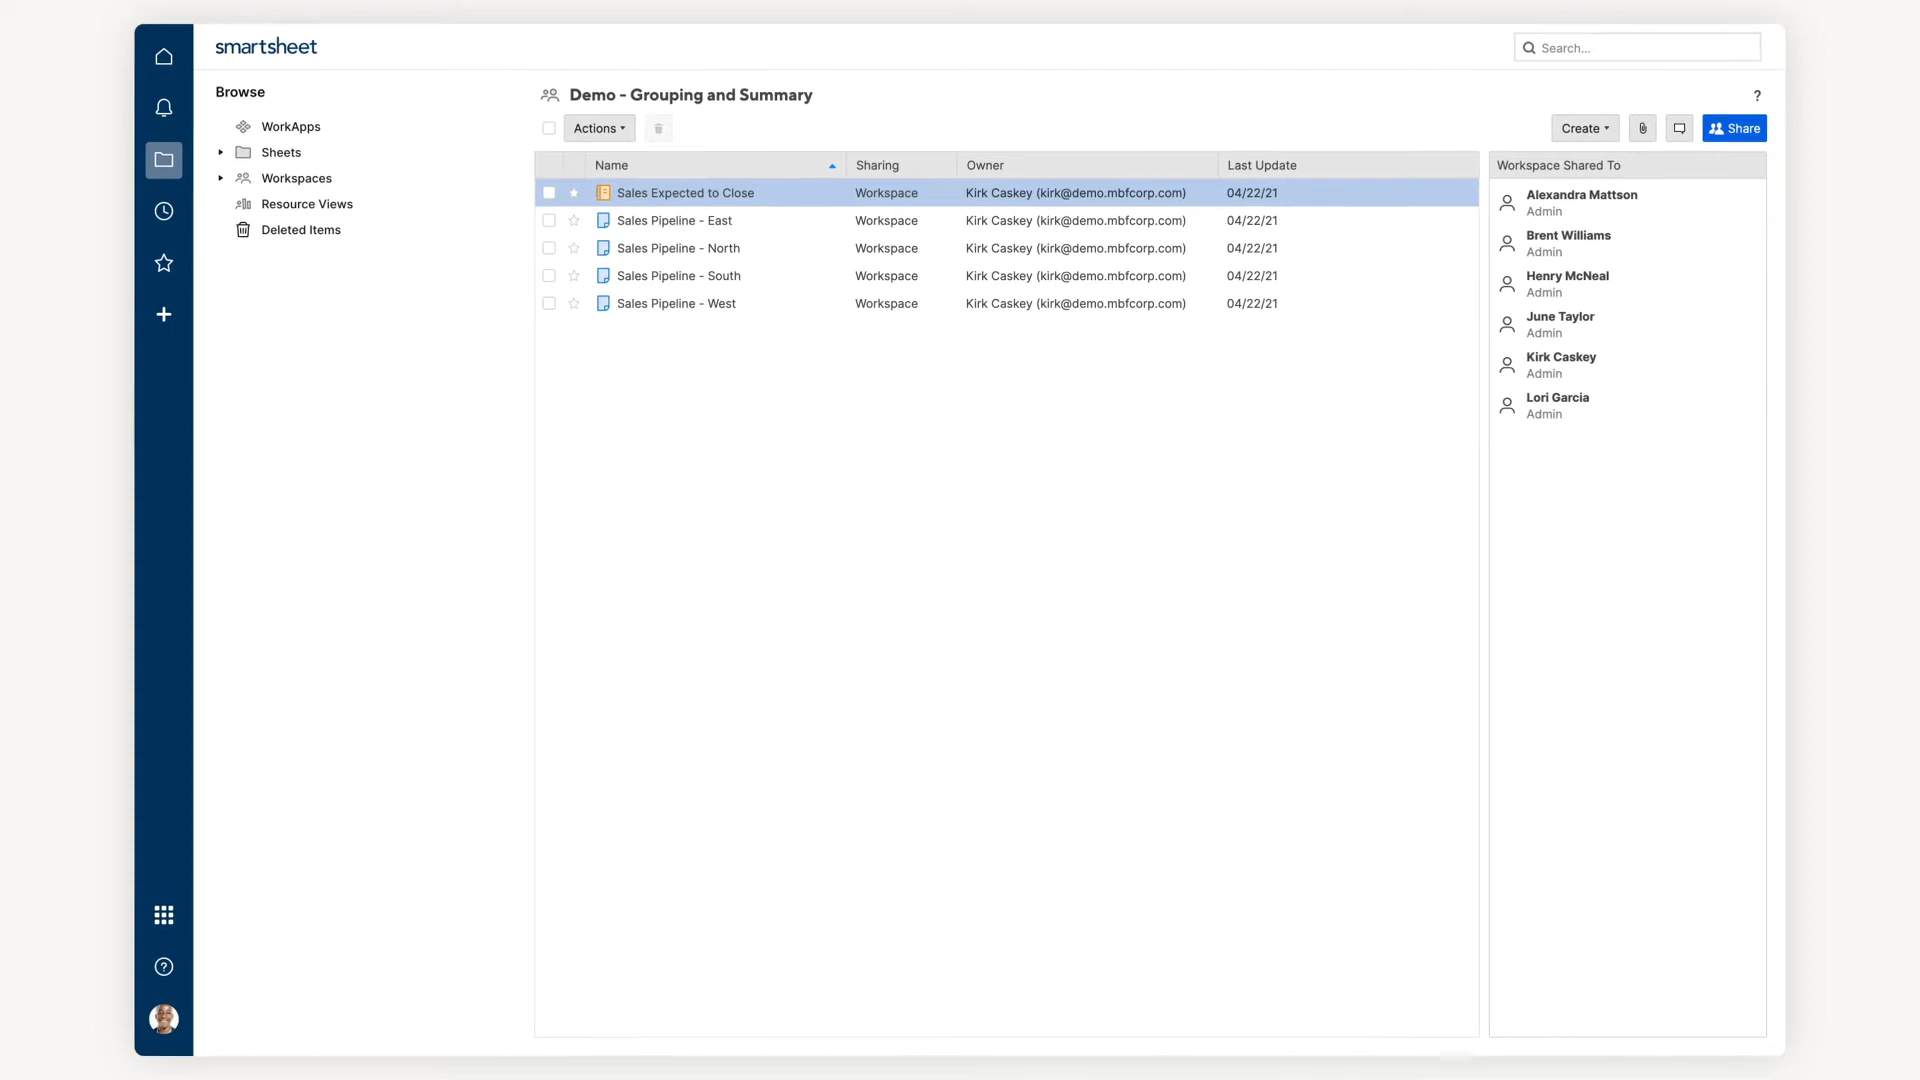 smartsheet
Search...
Browse
WorkApps
Sheets
Workspaces
Resource Views
Deleted Items
Demo - Grouping and Summary
?
Actions
Create
Share
Name Sharing Owner Last Update
Sales Expected to Close Workspace Kirk Caskey (kirk@demo.mbfcorp.com) 04/22/21
Sales Pipeline - East Workspace Kirk Caskey (kirk@demo.mbfcorp.com) 04/22/21
Sales Pipeline - North Workspace Kirk Caskey (kirk@demo.mbfcorp.com) 04/22/21
Sales Pipeline - South Workspace Kirk Caskey (kirk@demo.mbfcorp.com) 04/22/21
Sales Pipeline - West Workspace Kirk Caskey (kirk@demo.mbfcorp.com) 04/22/21
Workspace Shared To
Alexandra Mattson
Admin
Brent Williams
Admin
Henry McNeal
Admin
June Taylor
Admin
Kirk Caskey
Admin
Lori Garcia
Admin